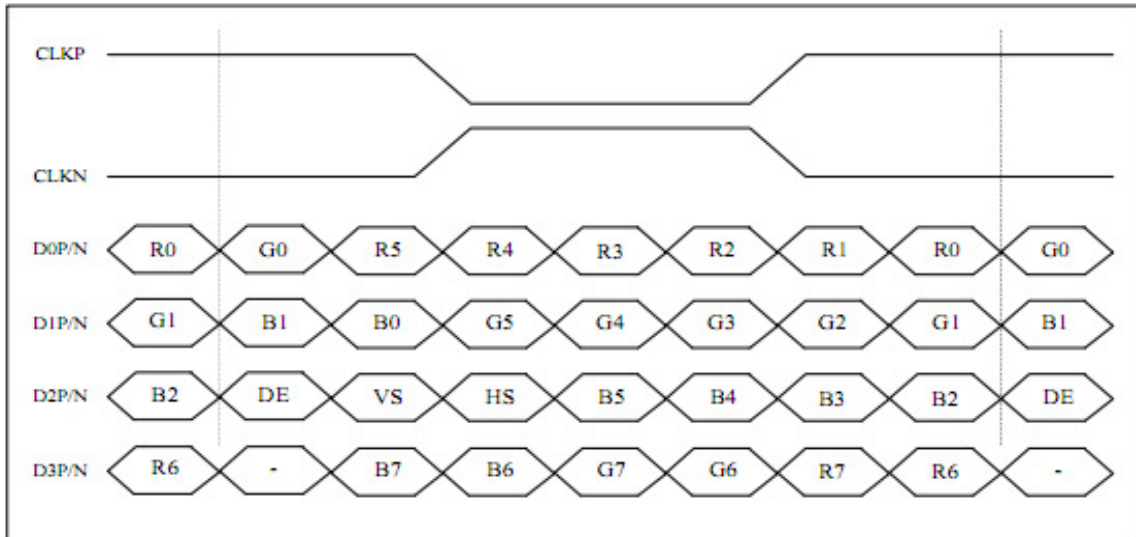 CLKP
CLKN
D0P/N R0 G0 R5 R4 R3 R2 R1 R0 G0
D1P/N G1 B1 B0 G5 G4 G3 G2 G1 B1
D2P/N B2 DE VS HS B5 B4 B3 B2 DE
D3P/N R6 - B7 B6 G7 G6 R7 R6 -